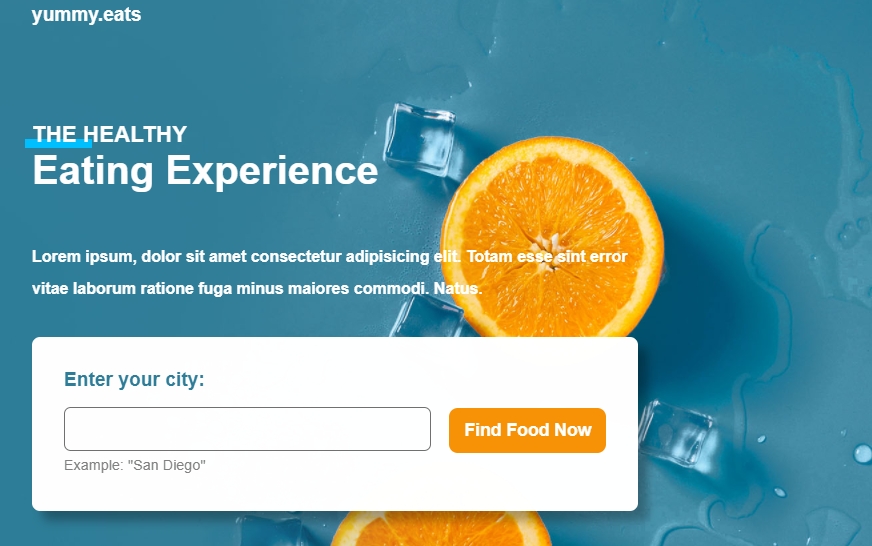 yummy.eats
THE HEALTHY
Eating Experience
Lorem ipsum, dolor sit amet consectetur adipisicing elit. Totam esse sint error
vitae laborum ratione fuga minus maiores commodi. Natus.
Enter your city:
Find Food Now
Example: "San Diego"